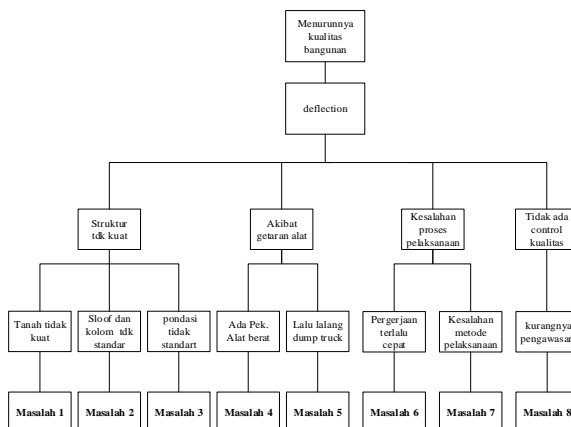 Menurunnya
kualitas
bangunan
deflection
Struktur
tdk kuat
Akibat
getaran alat
Kesalahan
proses
pelaksanaan
Tidak ada
control
kualitas
Tanah tidak
kuat
Sloof dan
kolom tdk
standar
pondasi
tidak
standart
Ada Pek.
Alat berat
Lalu lalang
dump truck
Pergerjaan
terlalu
cepat
Kesalahan
metode
pelaksanaan
kurangnya
pengawasan
Masalah 1
Masalah 2
Masalah 3
Masalah 4
Masalah 5
Masalah 6
Masalah 7
Masalah 8